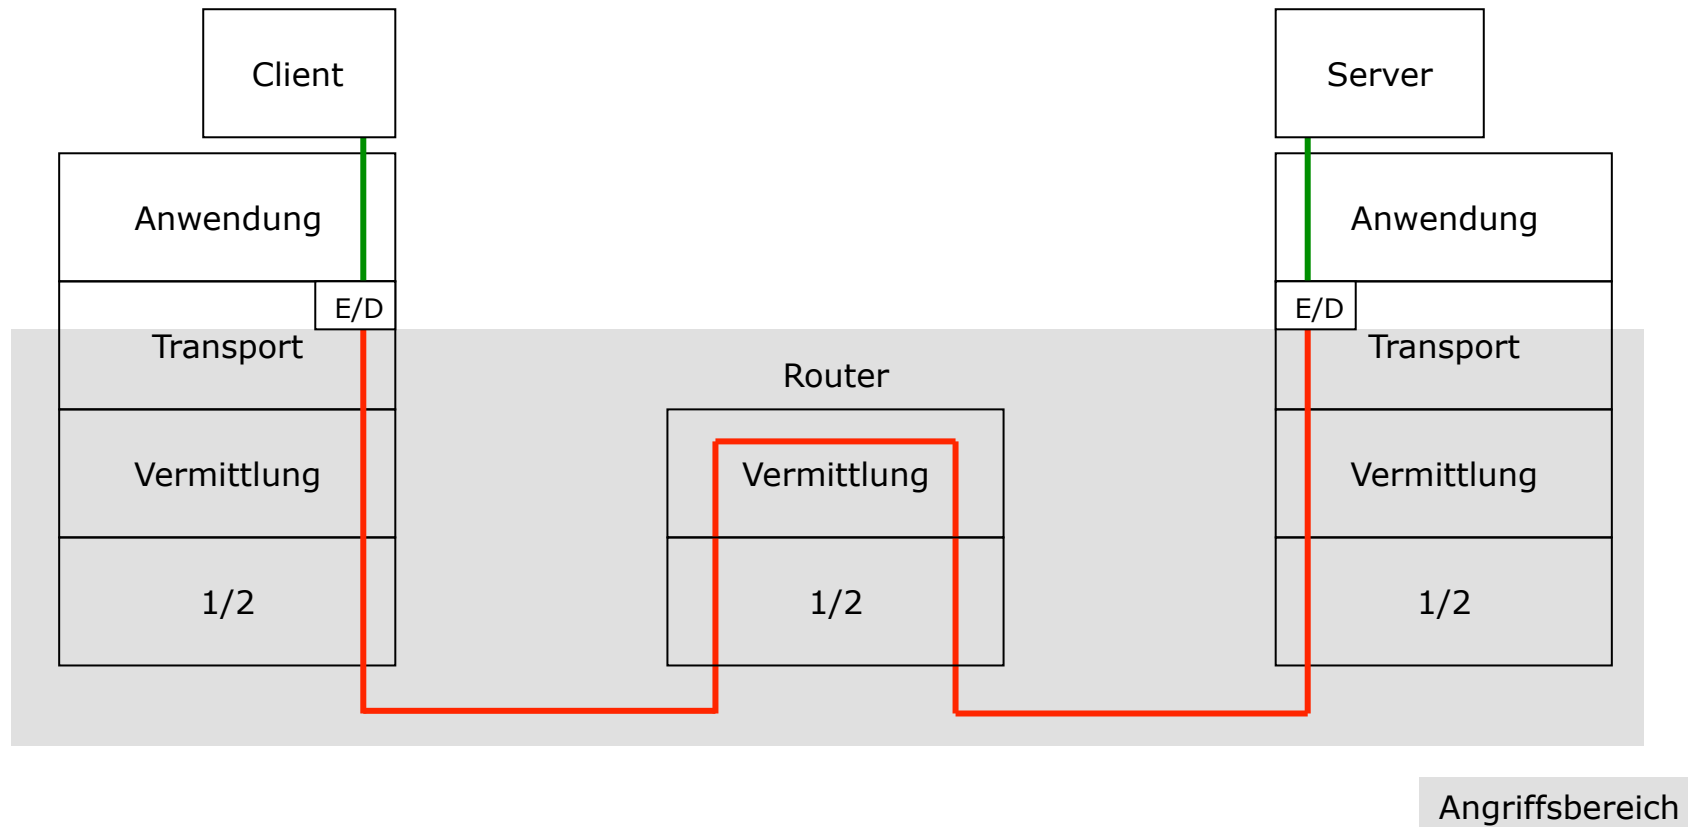 Client
Server
Anwendung
Anwendung
E/D
E/D
Transport
Transport
Router
Vermittlung
Vermittlung
Vermittlung
1/2
1/2
1/2
Angriffsbereich